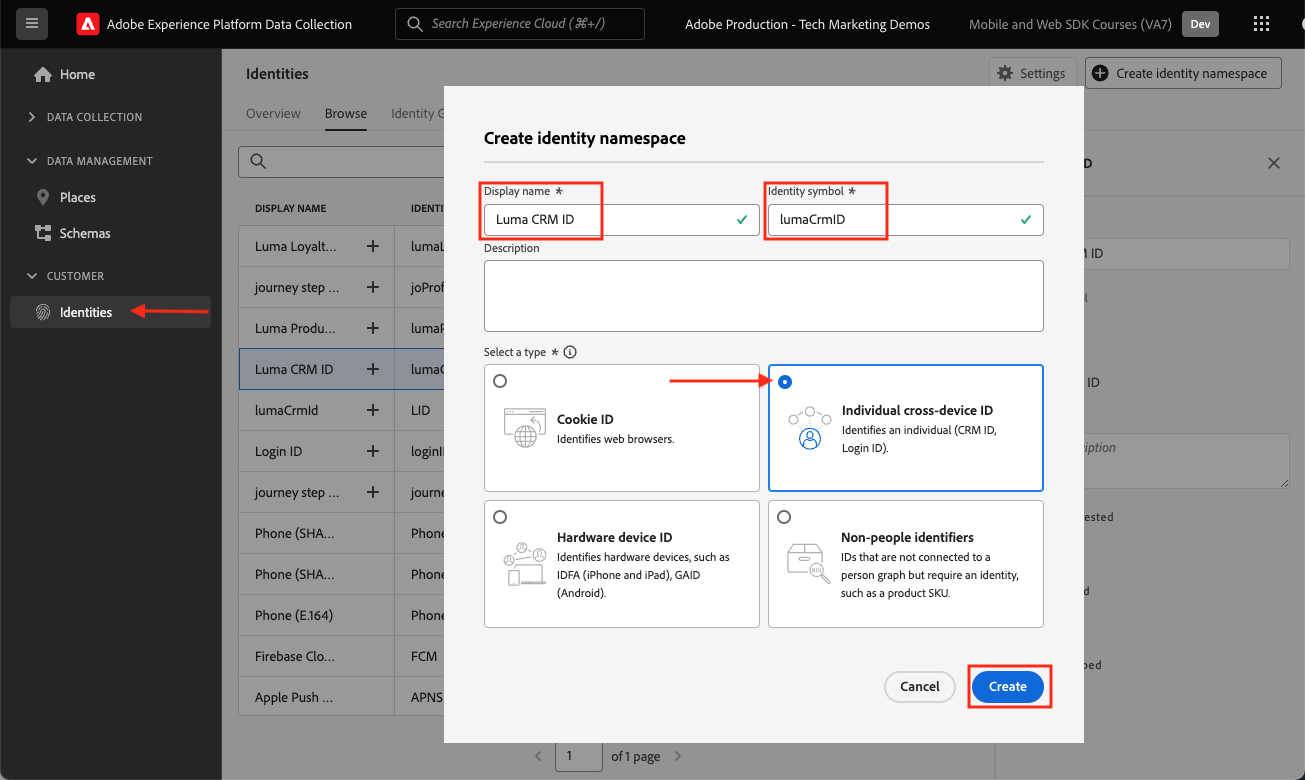 Adobe Experience Platform Data Collection
Search Experience Cloud (⌘+/)
Adobe Production - Tech Marketing Demos
Mobile and Web SDK Courses (VA7)
Dev
Home
DATA COLLECTION
DATA MANAGEMENT
Places
Schemas
CUSTOMER
Identities
Identities
Settings
Create identity namespace
Overview
Browse
Identity G
DISPLAY NAME
IDENTI
Luma Loyalt...
lumaL
journey step ...
joProf
Luma Produ...
lumaP
Luma CRM ID
lumaC
lumaCrmId
LID
Login ID
loginI
journey step ...
journe
Phone (SHA...
Phone
Phone (SHA...
Phone
Phone (E.164)
Phone
Firebase Clo...
FCM
Apple Push ...
APNS
1
of 1 page
Create identity namespace
Display name *
Luma CRM ID
Identity symbol *
lumaCrmID
Description
Select a type *
Cookie ID
Identifies web browsers.
Individual cross-device ID
Identifies an individual (CRM ID,
Login ID).
Hardware device ID
Identifies hardware devices, such as
IDFA (iPhone and iPad), GAID
(Android).
Non-people identifiers
IDs that are not connected to a
person graph but require an identity,
such as a product SKU.
Cancel
Create
D
ID
ol
ID
iption
ested
d
ped